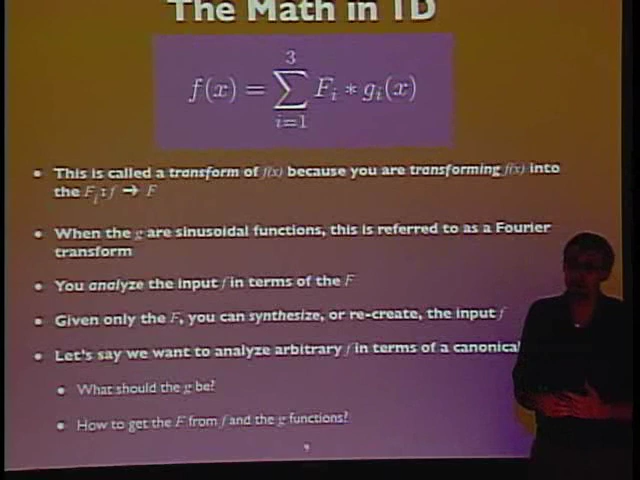 The Math in 1D
f(x) = \sum_{i=1}^{3} F_i * g_i(x)
• This is called a transform of f(x) because you are transforming f(x) into
the F_i: f → F
• When the g are sinusoidal functions, this is referred to as a Fourier
transform
• You analyze the input f in terms of the F
• Given only the F, you can synthesize, or re-create, the input f
• Let's say we want to analyze arbitrary f in terms of a canonical
• What should the g be?
• How to get the F from f and the g functions?
9